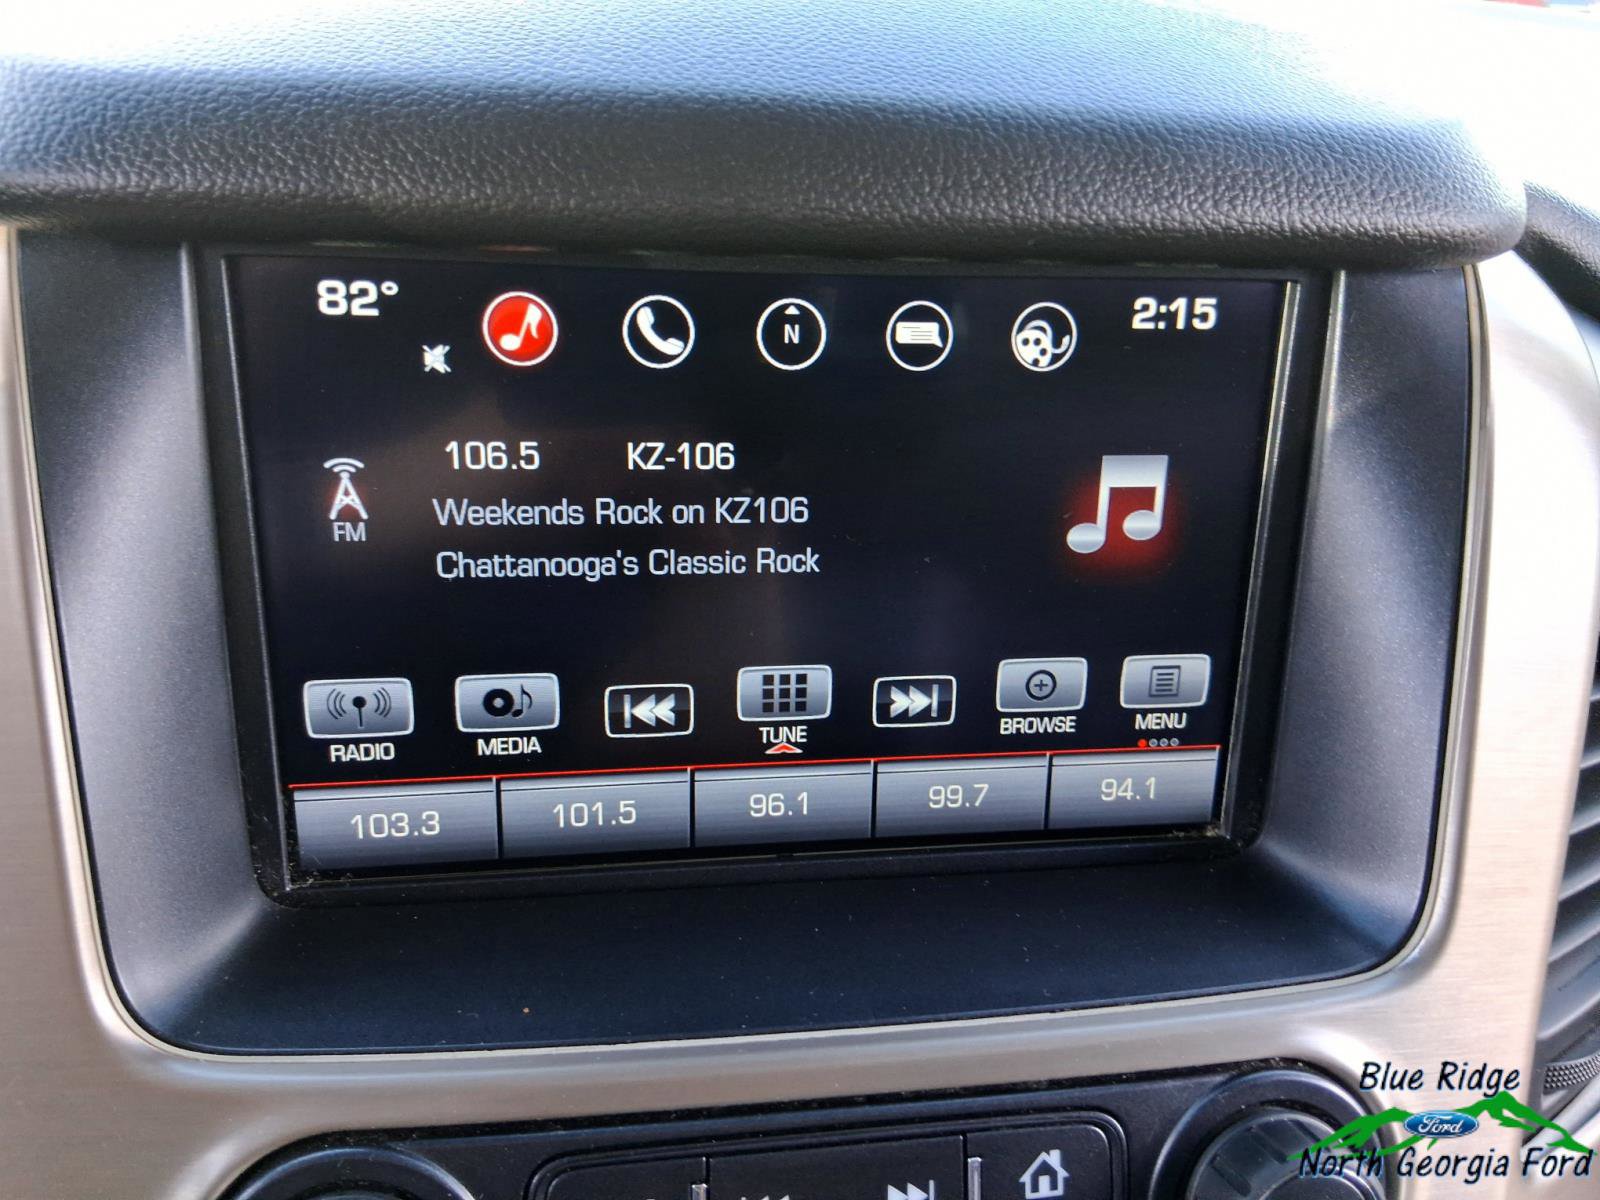 82° 2:15
N
106.5 KZ-106
Weekends Rock on KZ106
FM
Chattanooga's Classic Rock
RADIO MEDIA TUNE BROWSE MENU
103.3 101.5 96.1 99.7 94.1
Blue Ridge
Ford
North Georgia Ford